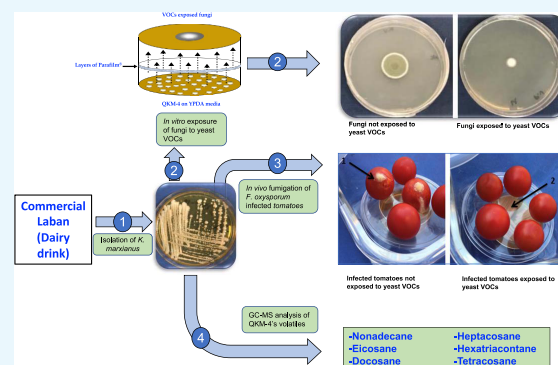 VOCs exposed fungi
Layers of Parafilm®
QKM-4 on YPDA media
2
Fungi not exposed to
yeast VOCs
Fungi exposed to yeast VOCs
In vitro exposure
of fungi to yeast
VOCs
2
3
In vivo fumigation of
F. oxysporum
infected tomatoes
1
2
Infected tomatoes not
exposed to yeast VOCs
Infected tomatoes exposed to
yeast VOCs
Commercial
Laban
(Dairy
drink)
1
Isolation of K.
marxianus
4
GC-MS analysis of
QKM-4's volatiles
-Nonadecane
-Eicosane
-Docosane
-Heptacosane
-Hexatriacontane
-Tetracosane